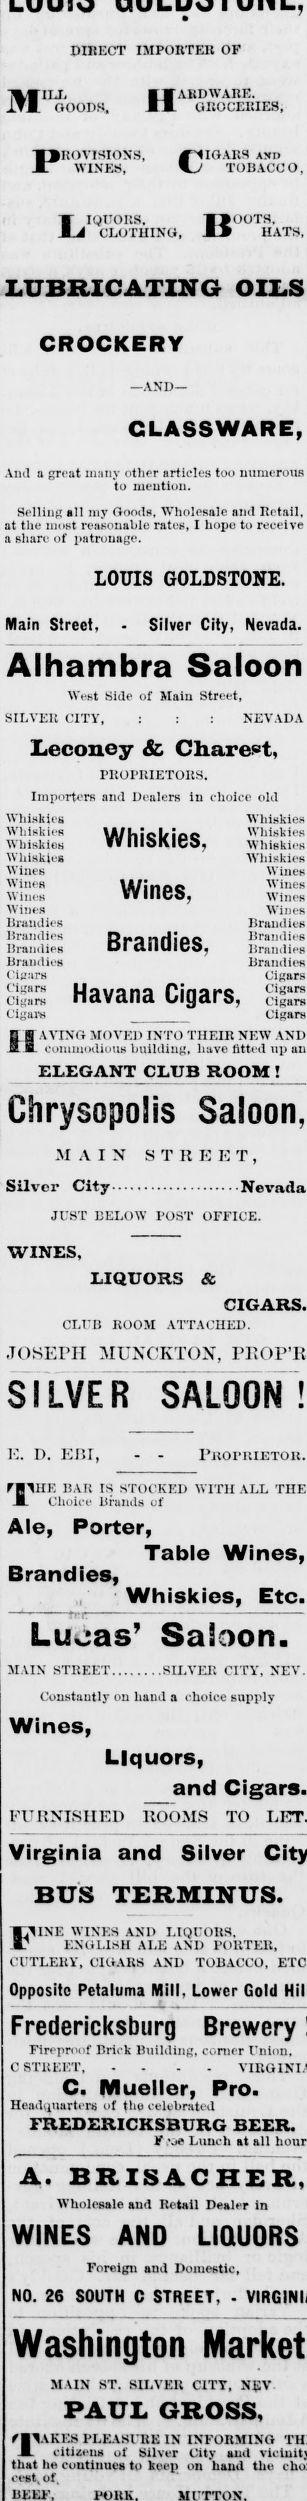 LOUIS GOLDSTONE,
DIRECT IMPORTER OF
MILL GOODS, HARDWARE. GROCERIES,
PROVISIONS, WINES, CIGARS AND TOBACCO,
LIQUORS, CLOTHING, BOOTS, HATS,
LUBRICATING OILS
CROCKERY
—AND—
GLASSWARE,
And a great many other articles too numerous
to mention.
Selling all my Goods, Wholesale and Retail,
at the most reasonable rates, I hope to receive
a share of patronage.
LOUIS GOLDSTONE.
Main Street, - Silver City, Nevada.
Alhambra Saloon
West Side of Main Street,
SILVER CITY, : : : NEVADA
Leconey & Charest,
PROPRIETORS.
Importers and Dealers in choice old
Whiskies Whiskies
Whiskies Whiskies, Whiskies
Whiskies Whiskies
Whiskies Whiskies
Wines Wines
Wines Wines, Wines
Wines Wines
Wines Wines
Brandies Brandies
Brandies Brandies, Brandies
Brandies Brandies
Brandies Brandies
Cigars Cigars
Cigars Havana Cigars, Cigars
Cigars Cigars
Cigars Cigars
HAVING MOVED INTO THEIR NEW AND
commodious building, have fitted up an
ELEGANT CLUB ROOM !
Chrysopolis Saloon,
MAIN STREET,
Silver City..................Nevada
JUST BELOW POST OFFICE.
WINES,
LIQUORS &
CIGARS.
CLUB ROOM ATTACHED.
JOSEPH MUNCKTON, PROP'R
SILVER SALOON !
E. D. EBI, - - PROPRIETOR.
THE BAR IS STOCKED WITH ALL THE
Choice Brands of
Ale, Porter,
Table Wines,
Brandies,
Whiskies, Etc.
Lucas' Saloon.
MAIN STREET........SILVER CITY, NEV.
Constantly on hand a choice supply
Wines,
Liquors,
and Cigars.
FURNISHED ROOMS TO LET.
Virginia and Silver City
BUS TERMINUS.
FINE WINES AND LIQUORS,
ENGLISH ALE AND PORTER,
CUTLERY, CIGARS AND TOBACCO, ETC
Opposite Petaluma Mill, Lower Gold Hil
Fredericksburg Brewery !
Fireproof Brick Building, corner Union,
C STREET, - - - - VIRGINIA
C. Mueller, Pro.
Headquarters of the celebrated
FREDERICKSBURG BEER.
Free Lunch at all hour
A. BRISACHER,
Wholesale and Retail Dealer in
WINES AND LIQUORS
Foreign and Domestic,
NO. 26 SOUTH C STREET, - VIRGINIA
Washington Market
MAIN ST. SILVER CITY, NEV
PAUL GROSS,
TAKES PLEASURE IN INFORMING TH
citizens of Silver City and vicinity
that he continues to keep on hand the cho
cest, of,
BEEF, PORK, MUTTON,